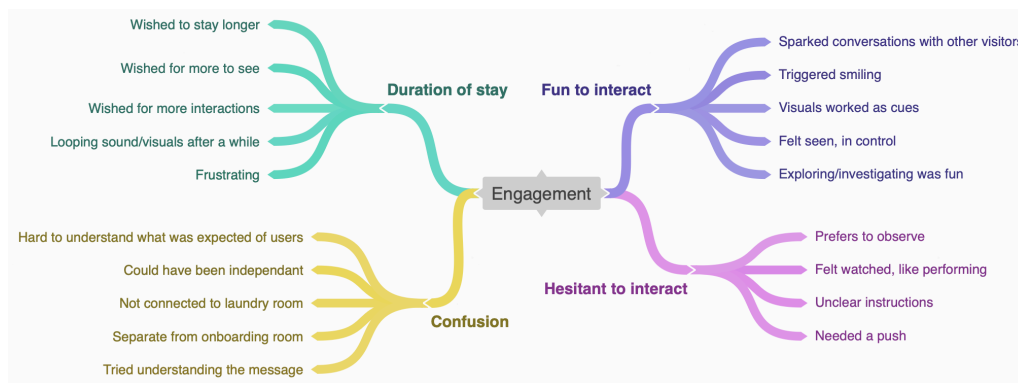 Wished to stay longer
Wished for more to see
Wished for more interactions
Looping sound/visuals after a while
Frustrating
Duration of stay
Fun to interact
Sparked conversations with other visitors
Triggered smiling
Visuals worked as cues
Felt seen, in control
Exploring/investigating was fun
Engagement
Hard to understand what was expected of users
Could have been independant
Not connected to laundry room
Separate from onboarding room
Tried understanding the message
Confusion
Hesitant to interact
Prefers to observe
Felt watched, like performing
Unclear instructions
Needed a push